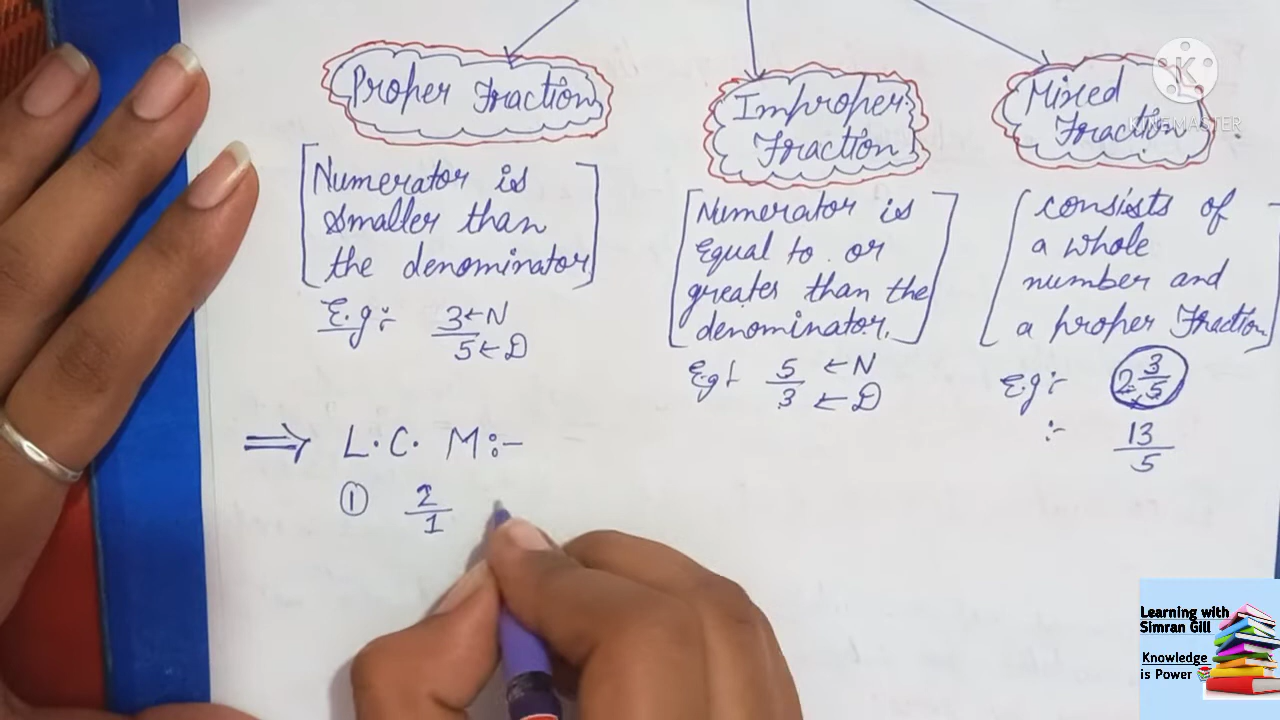 Proper Fraction
Numerator is
smaller than
the denominator
E.g:-
3 ← N
5 ← D
Improper
Fraction
Numerator is
equal to or
greater than the
denominator.
Eg:-
5 ← N
3 ← D
Mixed
Fraction
consists of
a whole
number and
a proper Fraction
E.g:-
2 3/5
:-
13
5
⇒ L.C.M:-
① 2
1
K
KINEMASTER
Learning with
Simran Gill
Knowledge
is Power